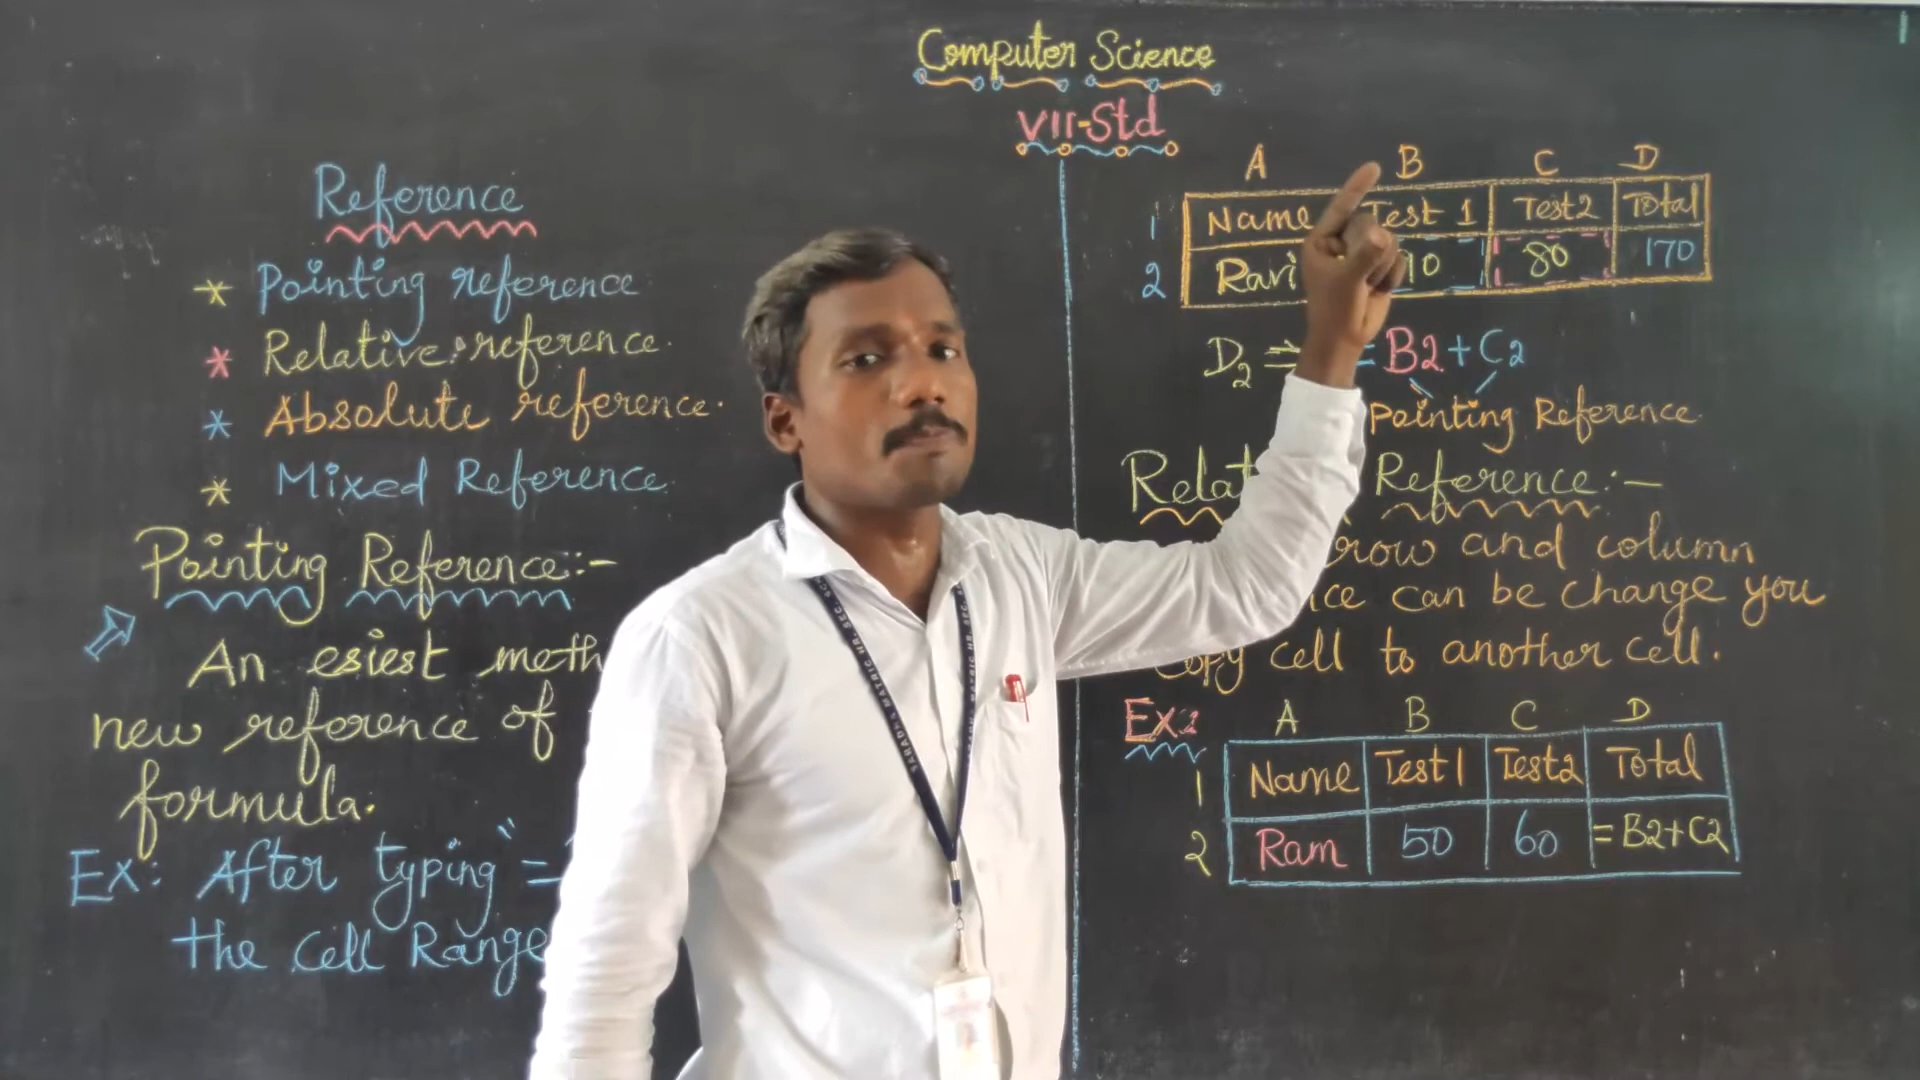 Computer Science
VII-Std
Reference
* Pointing reference
* Relative reference.
* Absolute reference.
* Mixed Reference.
Pointing Reference:-
An esiest
new reference of
formula.
Ex: After typing "=
the Cell Range
A B C D
1 Name Test 1 Test2 Total
2 Ravi 80 170
D2 ⇒ = B2 + C2
Pointing Reference.
Reference:-
row and column
can be change you
Copy cell to another cell.
Ex:
A B C D
1 Name Test1 Test2 Total
2 Ram 50 60 =B2+C2